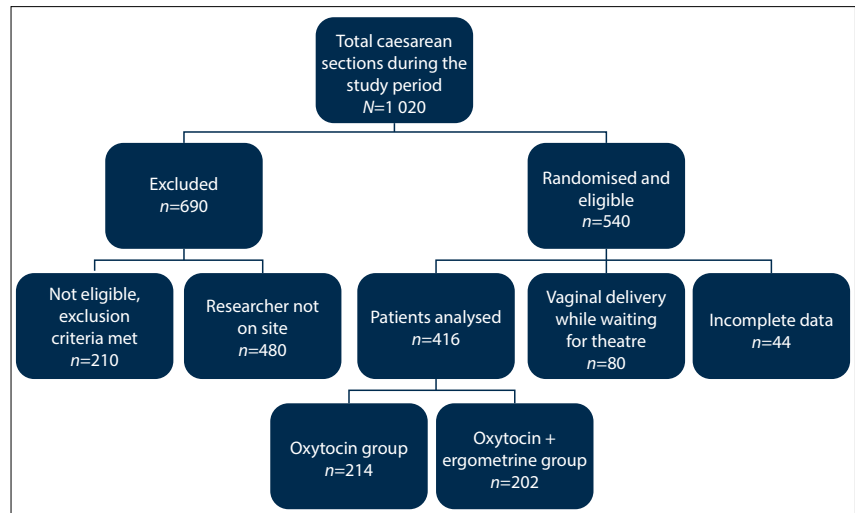 Total caesarean
sections during the
study period
N=1 020
Excluded
n=690
Randomised and
eligible
n=540
Not eligible,
exclusion
criteria met
n=210
Researcher not
on site
n=480
Patients analysed
n=416
Vaginal delivery
while waiting
for theatre
n=80
Incomplete data
n=44
Oxytocin group
n=214
Oxytocin +
ergometrine group
n=202